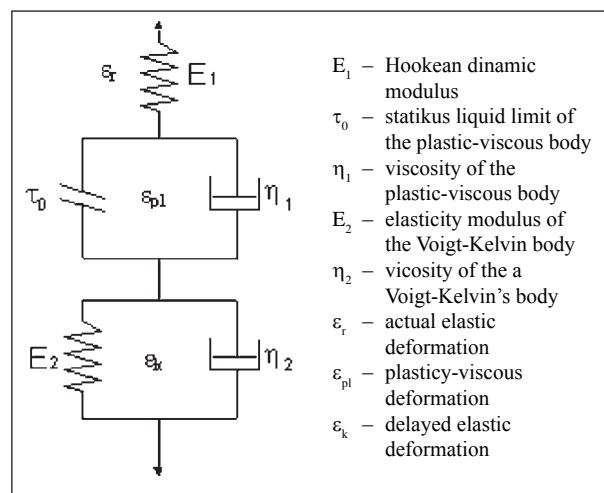 εr E1
τ0 εpl η1
E2 εk η2
E1 – Hookean dinamic
modulus
τ0 – statikus liquid limit of
the plastic-viscous body
η1 – viscosity of the
plastic-viscous body
E2 – elasticity modulus of
the Voigt-Kelvin body
η2 – vicosity of the a
Voigt-Kelvin’s body
εr – actual elastic
deformation
εpl – plasticy-viscous
deformation
εk – delayed elastic
deformation